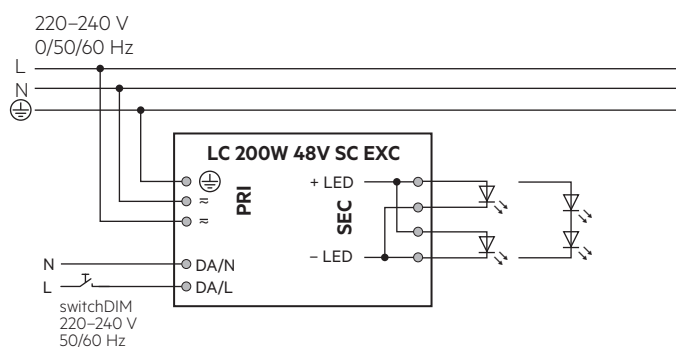 220–240 V
0/50/60 Hz
L
N
LC 200W 48V SC EXC
PRI
≂
≂
SEC
+ LED
– LED
N
DA/N
L
DA/L
switchDIM
220–240 V
50/60 Hz